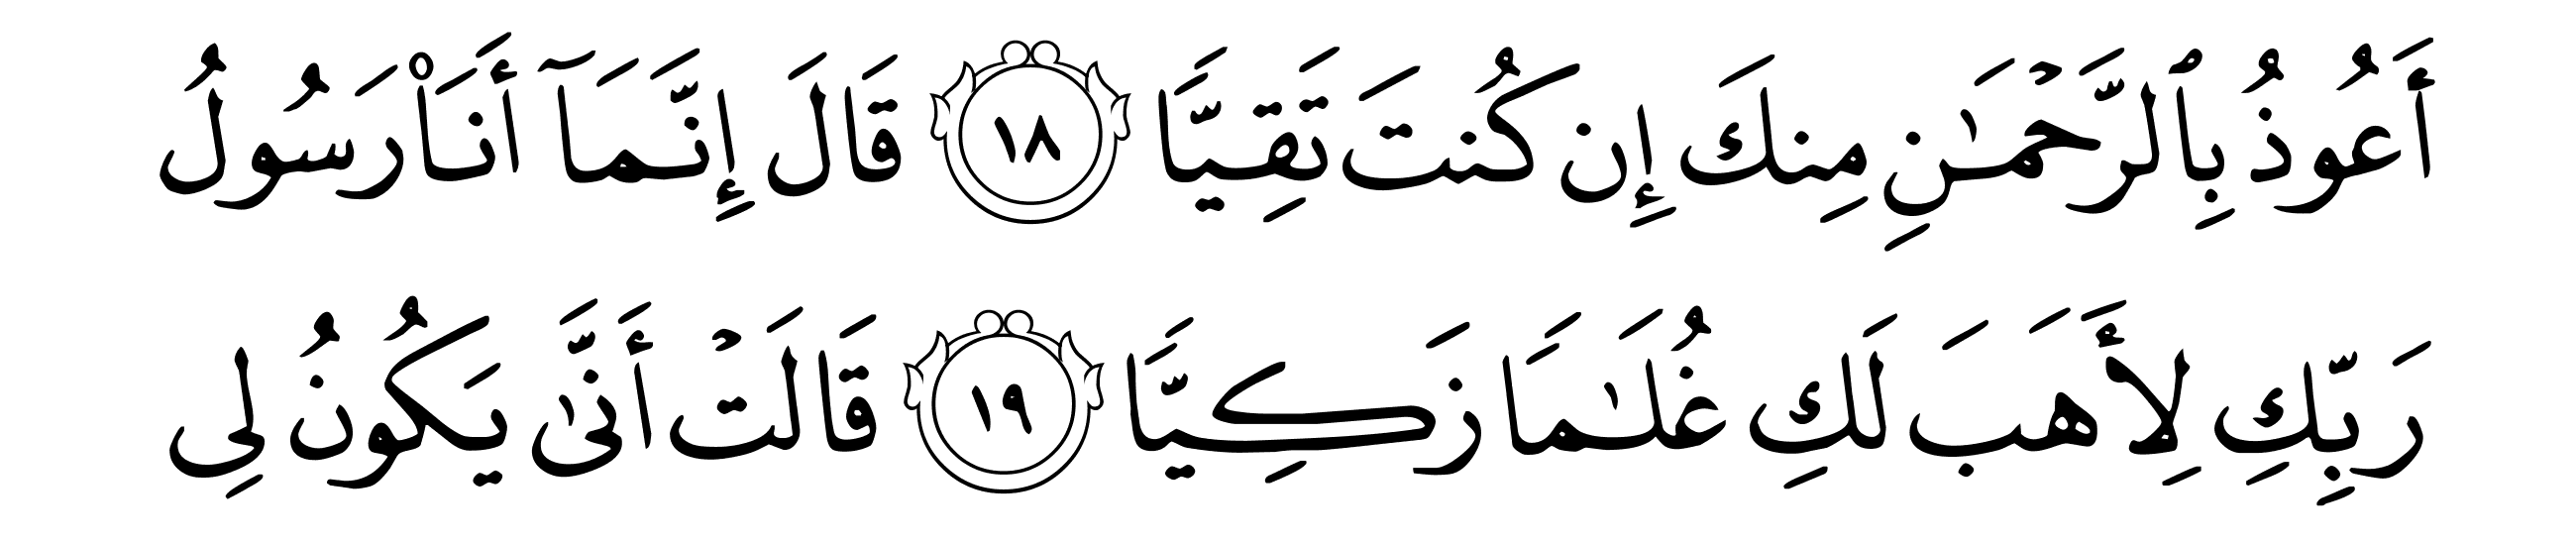 أَعُوذُ بِٱلرَّحْمَـٰنِ مِنكَ إِن كُنتَ تَقِيًّا ١٨ قَالَ إِنَّمَآ أَنَا۠ رَسُولُ
رَبِّكِ لِأَهَبَ لَكِ غُلَـٰمًا زَكِيًّا ١٩ قَالَتْ أَنَّىٰ يَكُونُ لِى